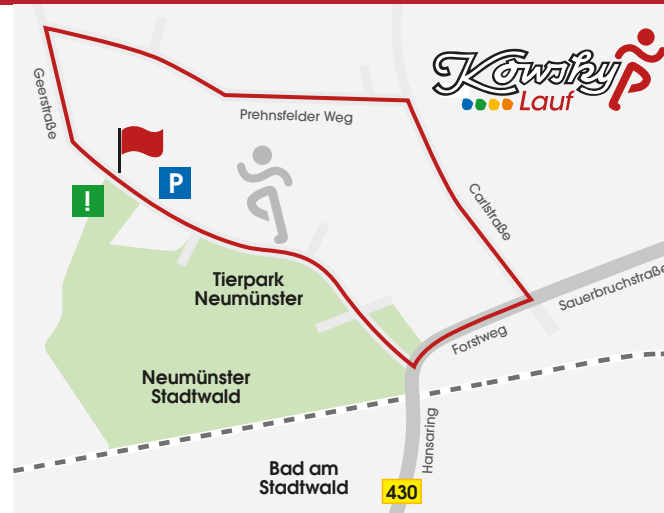 Kowsky
Lauf
Geerstraße
Prehnsfelder Weg
P
!
Carlstraße
Tierpark
Neumünster
Sauerbruchstraße
Forstweg
Neumünster
Stadtwald
Hansaring
Bad am
Stadtwald
430